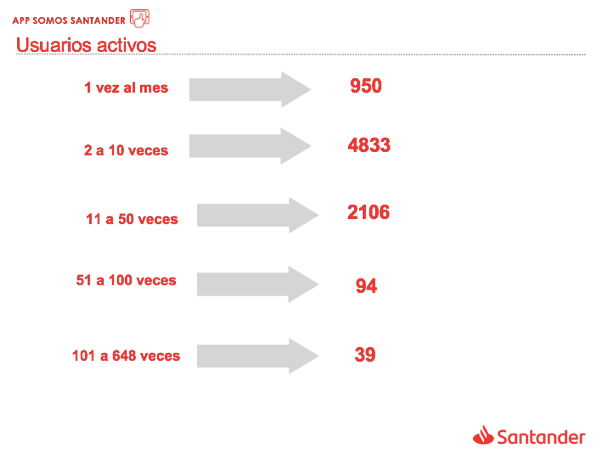 APP SOMOS SANTANDER
Usuarios activos
1 vez al mes 950
2 a 10 veces 4833
11 a 50 veces 2106
51 a 100 veces 94
101 a 648 veces 39
Santander